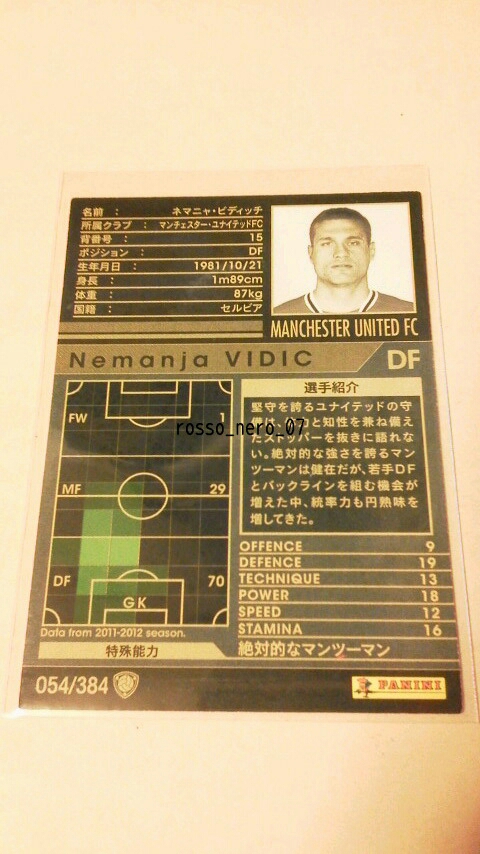 名前 : ネマニャ・ビディッチ
所属クラブ : マンチェスター・ユナイテッドFC
背番号 : 15
ポジション : DF
生年月日 : 1981/10/21
身長 : 1m89cm
体重 : 87kg
国籍 : セルビア
MANCHESTER UNITED FC
Nemanja VIDIC DF
FW 1
MF 29
DF 70
GK
Data from 2011-2012 season.
選手紹介
堅守を誇るユナイテッドの守
と知性を兼ね備え
たストッパーを抜きに語れな
い。絶対的な強さを誇るマン
ツーマンは健在だが、若手DF
とバックラインを組む機会が
増えた中、統率力も円熟味を
増してきた。
rosso_nero_07
OFFENCE 9
DEFENCE 19
TECHNIQUE 13
POWER 18
SPEED 12
STAMINA 16
特殊能力 絶対的なマンツーマン
054/384
PANINI